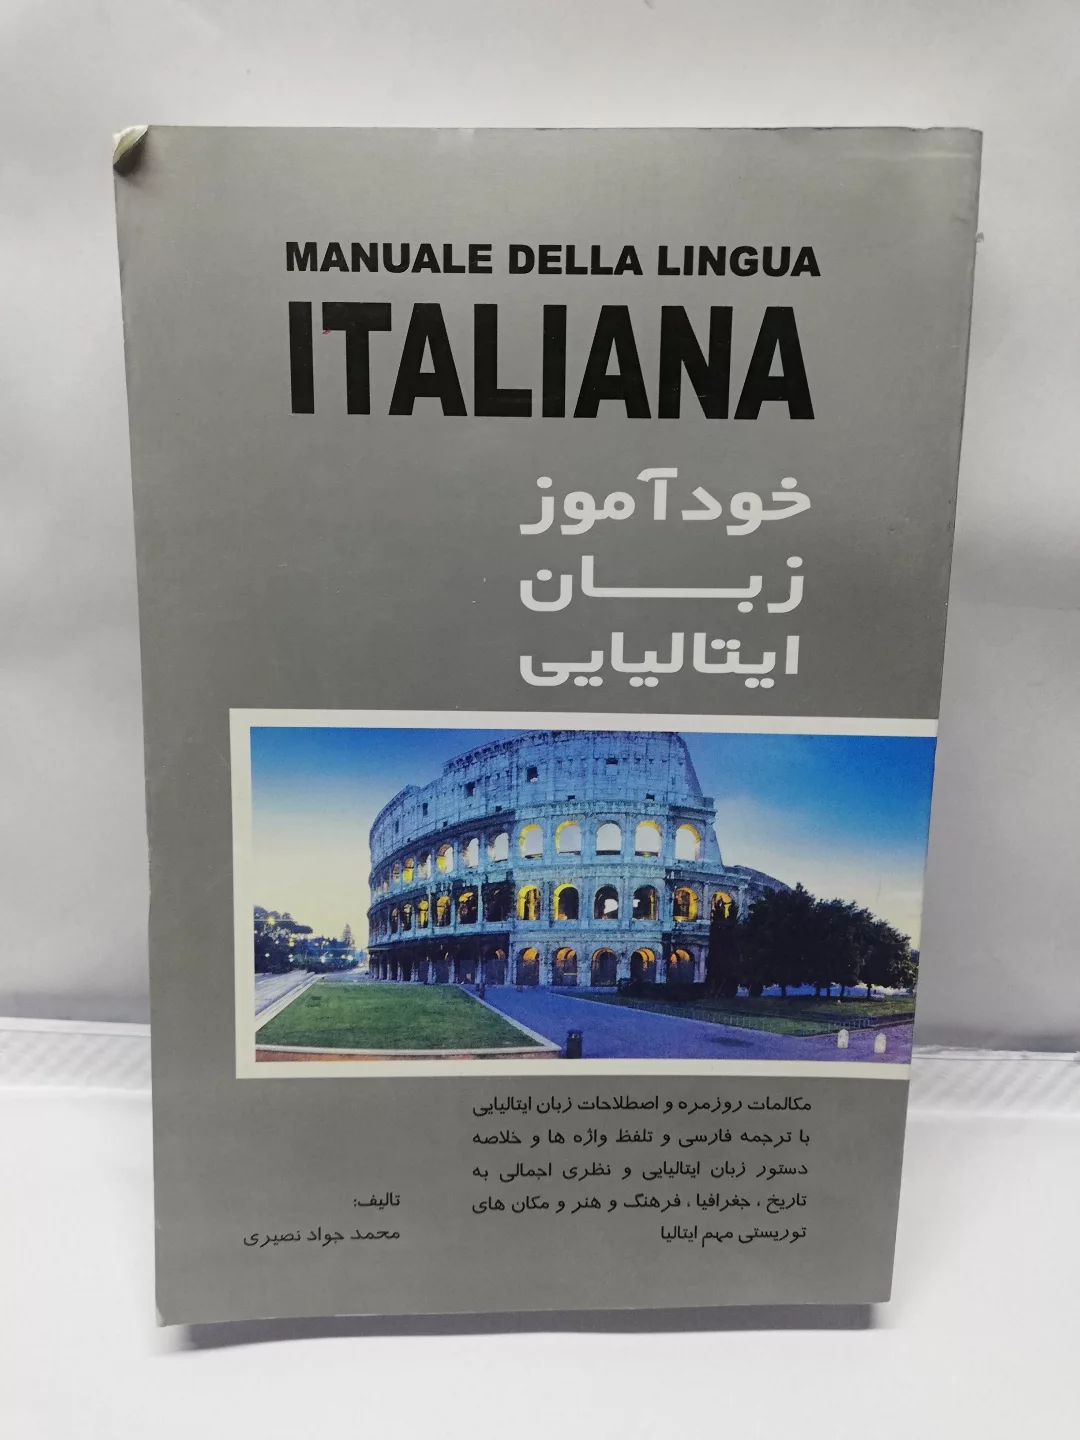 MANUALE DELLA LINGUA
ITALIANA
خودآموز
زبان
ایتالیایی
مکالمات روزمره و اصطلاحات زبان ایتالیایی
با ترجمه فارسی و تلفظ واژه ها و خلاصه
دستور زبان ایتالیایی و نظری اجمالی به
تاریخ ، جغرافیا ، فرهنگ و هنر و مکان های
توریستی مهم ایتالیا
تالیف:
محمد جواد نصیری